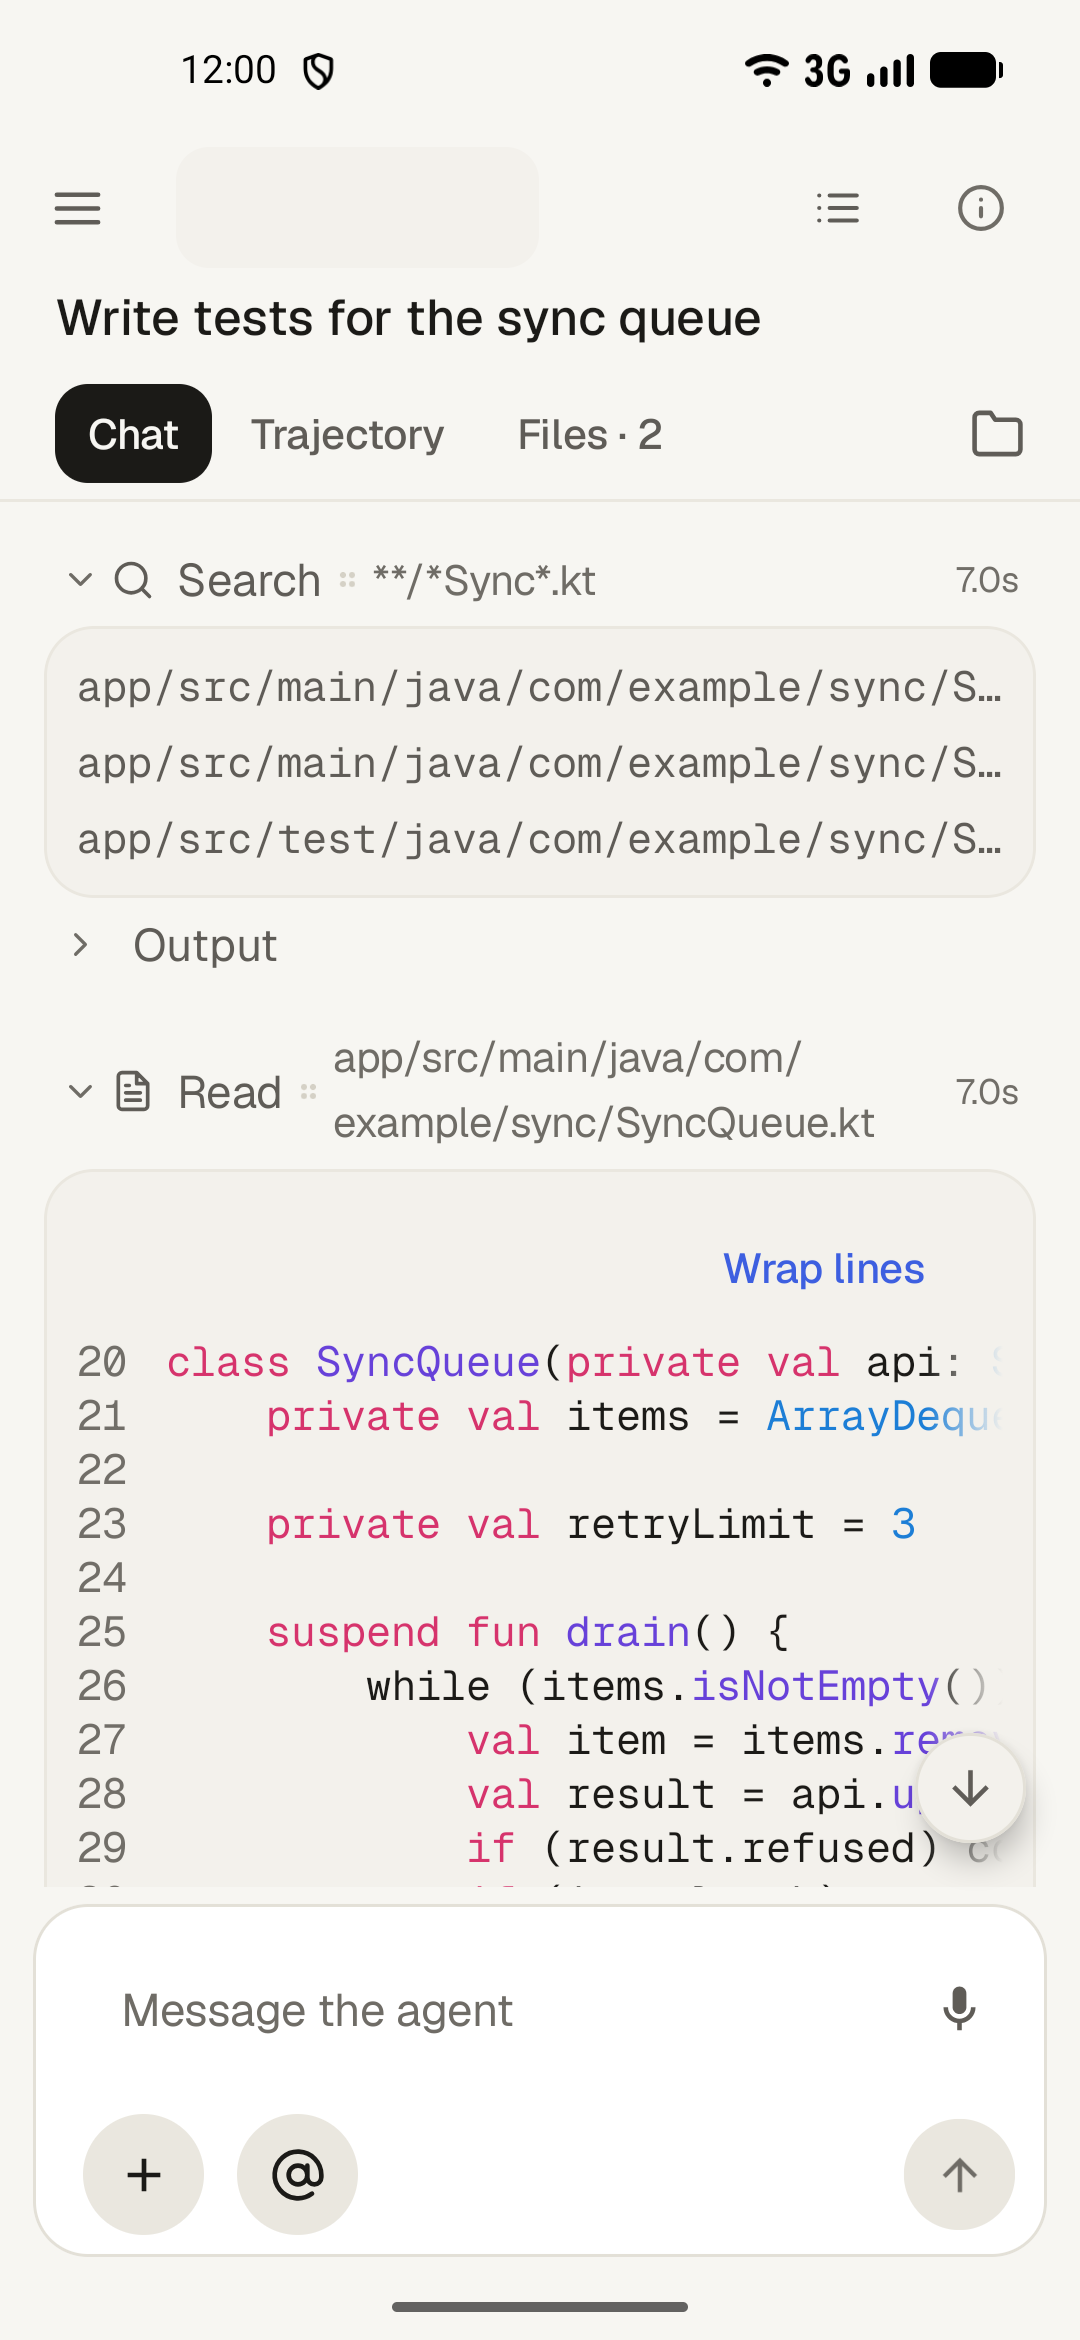 12:00
3G
Write tests for the sync queue
Chat
Trajectory
Files · 2
Search **/*Sync*.kt 7.0s
app/src/main/java/com/example/sync/S…
app/src/main/java/com/example/sync/S…
app/src/test/java/com/example/sync/S…
Output
Read
app/src/main/java/com/
example/sync/SyncQueue.kt
7.0s
Wrap lines
20 class SyncQueue(private val api:
21 private val items = ArrayDeque
22
23 private val retryLimit = 3
24
25 suspend fun drain() {
26 while (items.isNotEmpty()
27 val item = items.
28 val result = api.
29 if (result.refused)
Message the agent